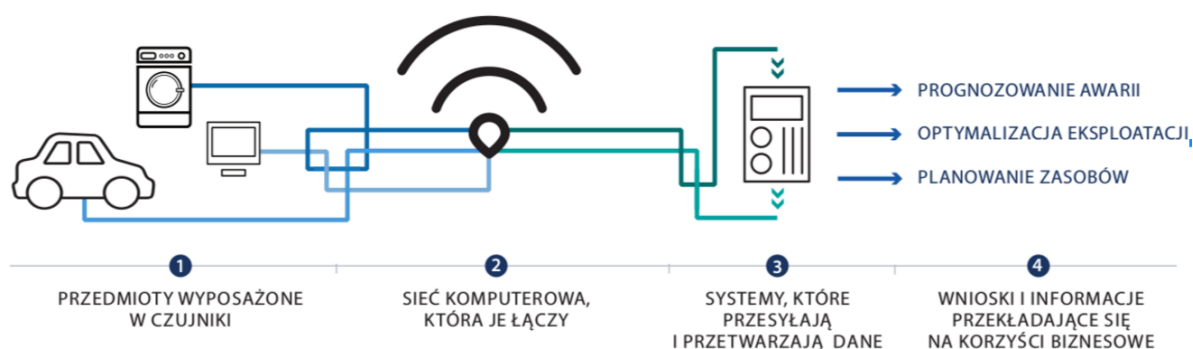 PROGNOZOWANIE AWARII
OPTYMALIZACJA EKSPLOATACJI
PLANOWANIE ZASOBÓW
1
PRZEDMIOTY WYPOSAŻONE
W CZUJNIKI
2
SIEĆ KOMPUTEROWA,
KTÓRA JE ŁĄCZY
3
SYSTEMY, KTÓRE
PRZESYŁAJĄ
I PRZETWARZAJĄ DANE
4
WNIOSKI I INFORMACJE
PRZEKŁADAJĄCE SIĘ
NA KORZYŚCI BIZNESOWE